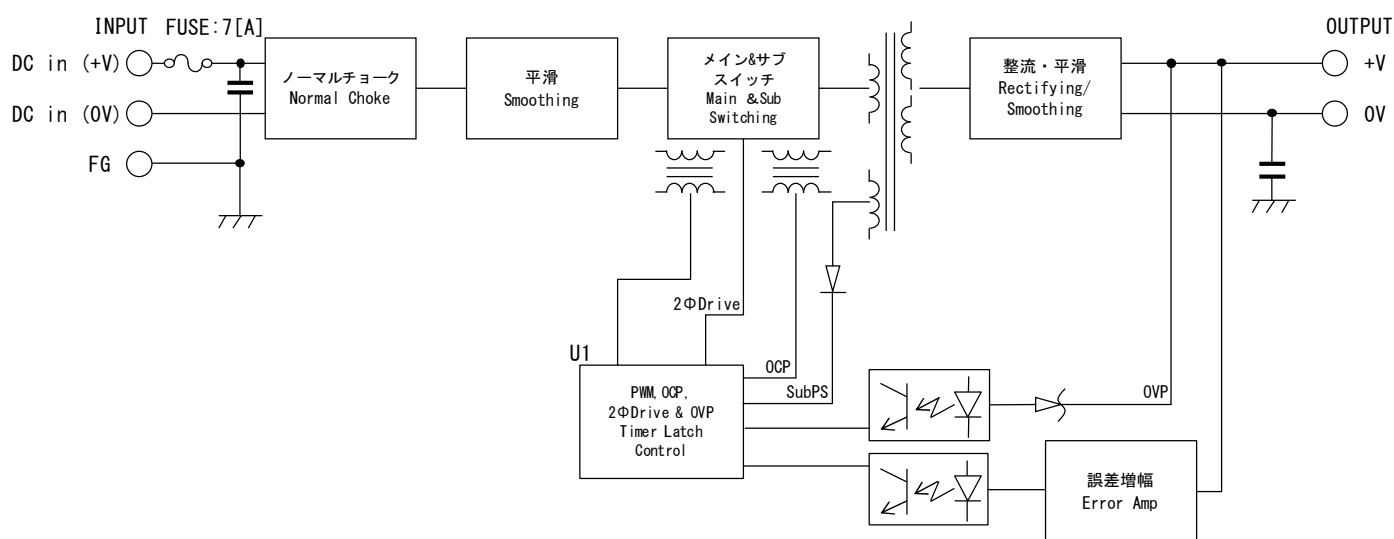 INPUT FUSE:7[A]
OUTPUT
DC in (+V)
DC in (0V)
FG
ノーマルチョーク
Normal Choke
平滑
Smoothing
メイン&サブ
スイッチ
Main &Sub
Switching
整流・平滑
Rectifying/
Smoothing
+V
0V
2ΦDrive
U1
OCP
SubPS
OVP
PWM,OCP,
2ΦDrive & OVP
Timer Latch
Control
誤差増幅
Error Amp